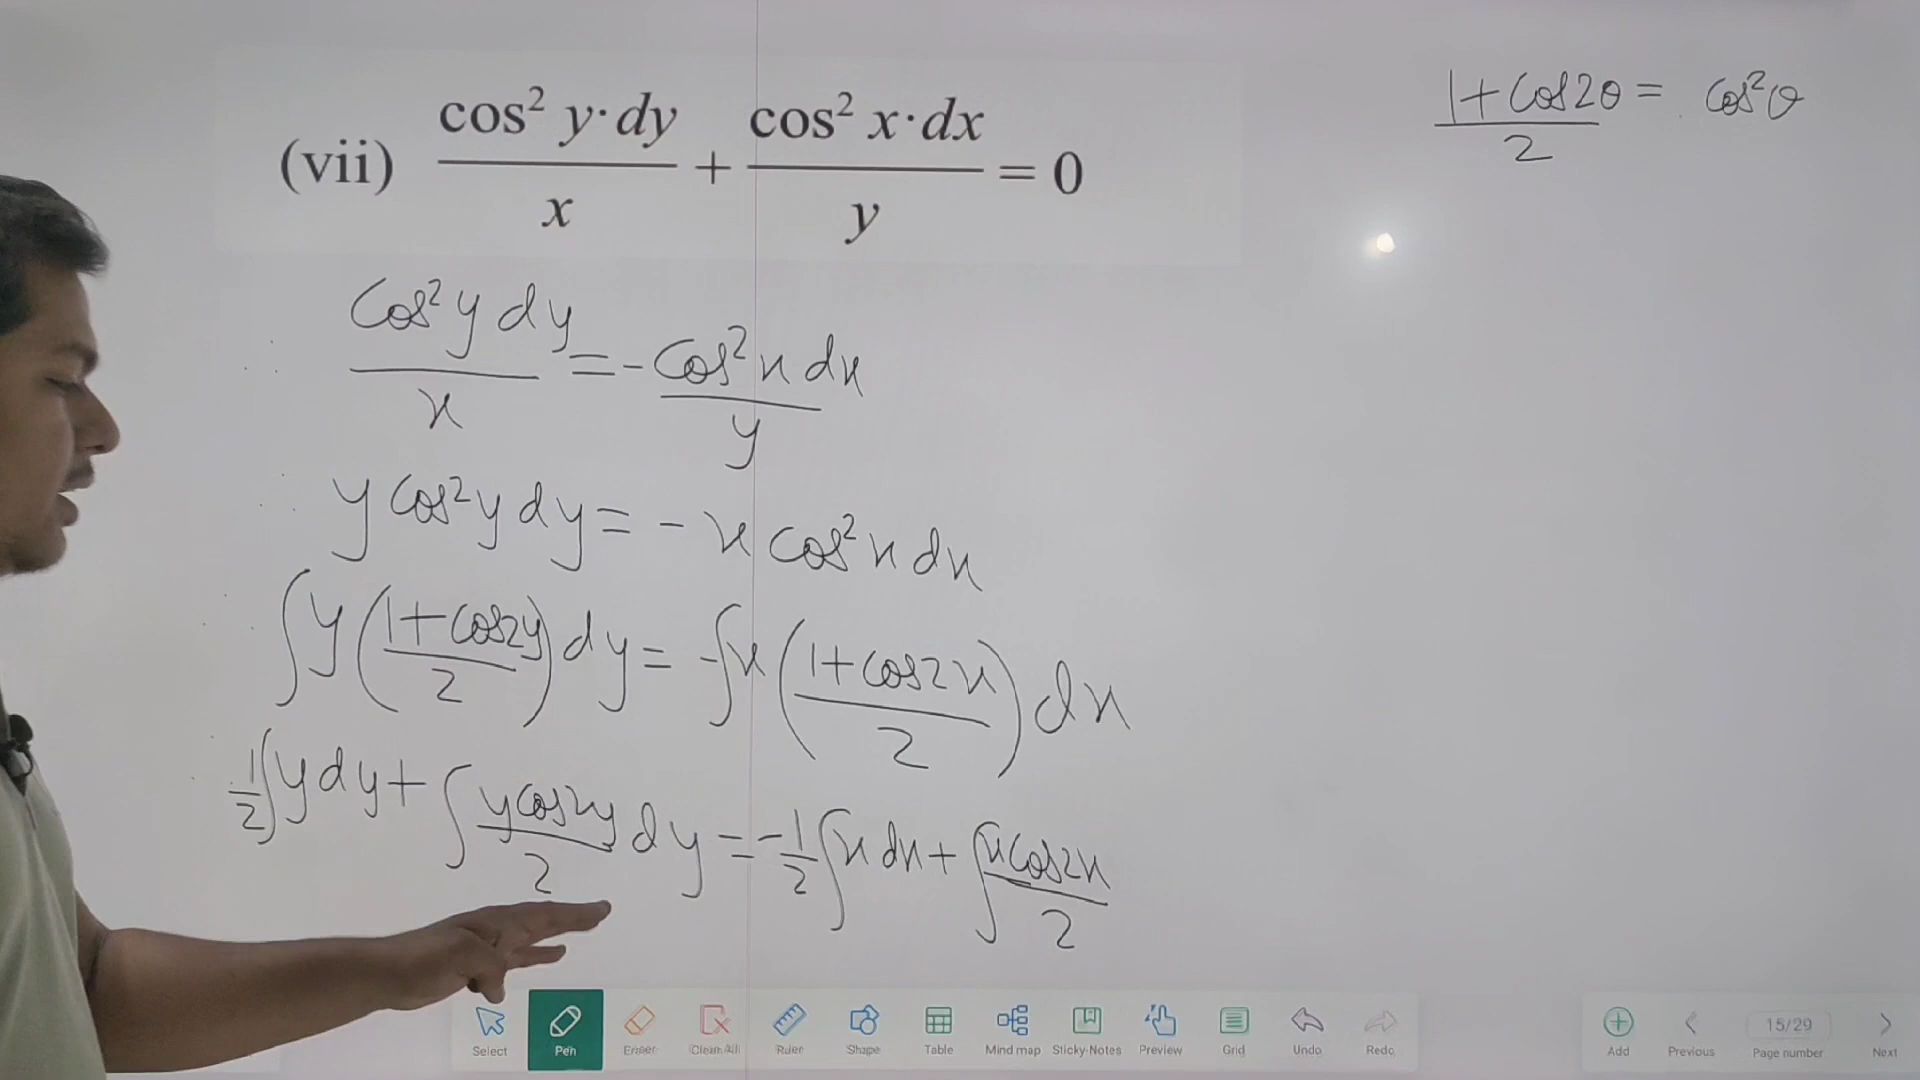 (vii) cos² y·dy/x + cos² x·dx/y = 0
(1+cos2θ)/2 = cos²θ
cos²y dy/x = -cos²x dx/y
y cos²y dy = -x cos²x dx
∫y((1+cos2y)/2)dy = -∫x((1+cos2x)/2)dx
1/2∫y dy + ∫(y cos2y)/2 dy = -1/2∫x dx + ∫(x cos2x)/2
Select Pen Eraser Clean All Ruler Shape Table Mind map Sticky-Notes Preview Grid Undo Redo
Add Previous 15/29 Page number Next